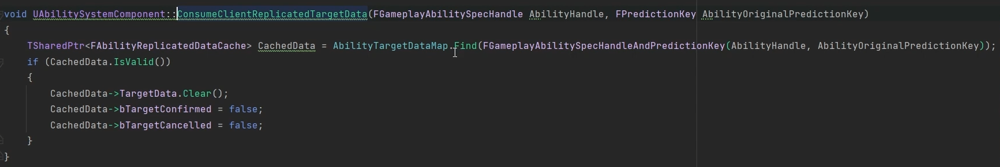 void UAbilitySystemComponent::ConsumeClientReplicatedTargetData(FGameplayAbilitySpecHandle AbilityHandle, FPredictionKey AbilityOriginalPredictionKey)
{
    TSharedPtr<FAbilityReplicatedDataCache> CachedData = AbilityTargetDataMap.Find(FGameplayAbilitySpecHandleAndPredictionKey(AbilityHandle, AbilityOriginalPredictionKey));
    if (CachedData.IsValid())
    {
        CachedData->TargetData.Clear();
        CachedData->bTargetConfirmed = false;
        CachedData->bTargetCancelled = false;
    }
}